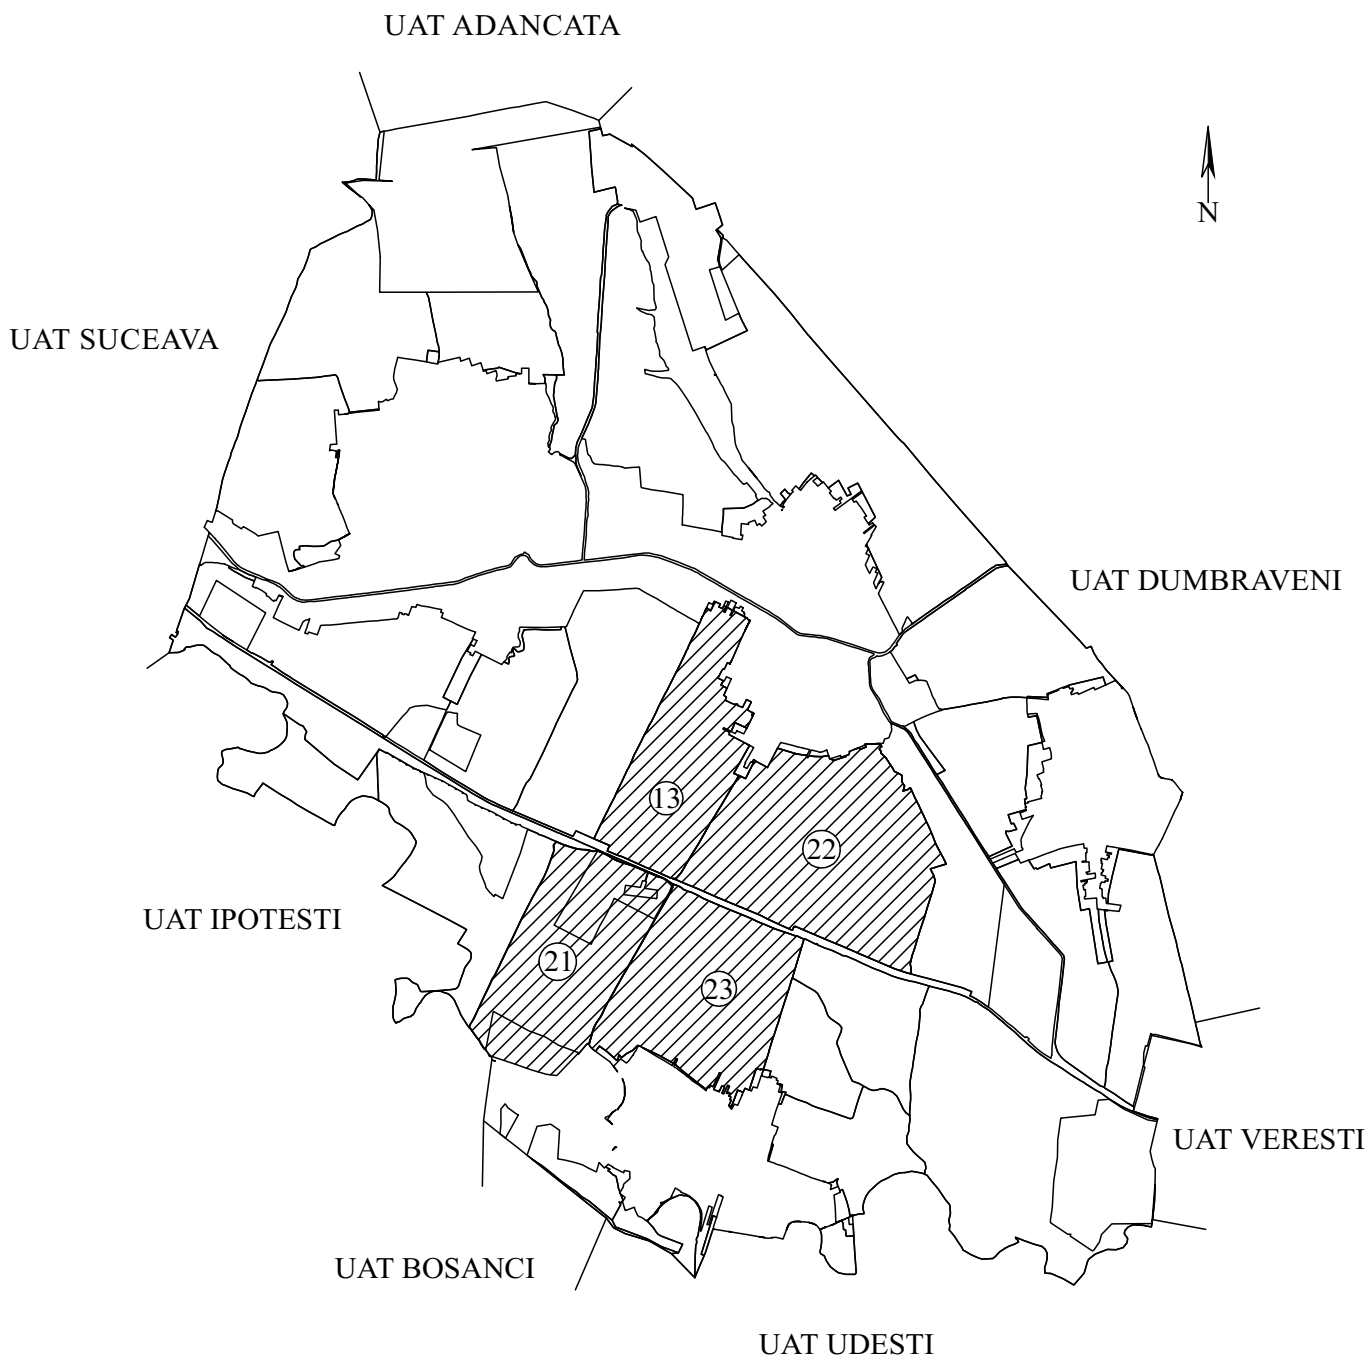 UAT ADANCATA
N
UAT SUCEAVA
UAT DUMBRAVENI
13
22
UAT IPOTESTI
21
23
UAT VERESTI
UAT BOSANCI
UAT UDESTI